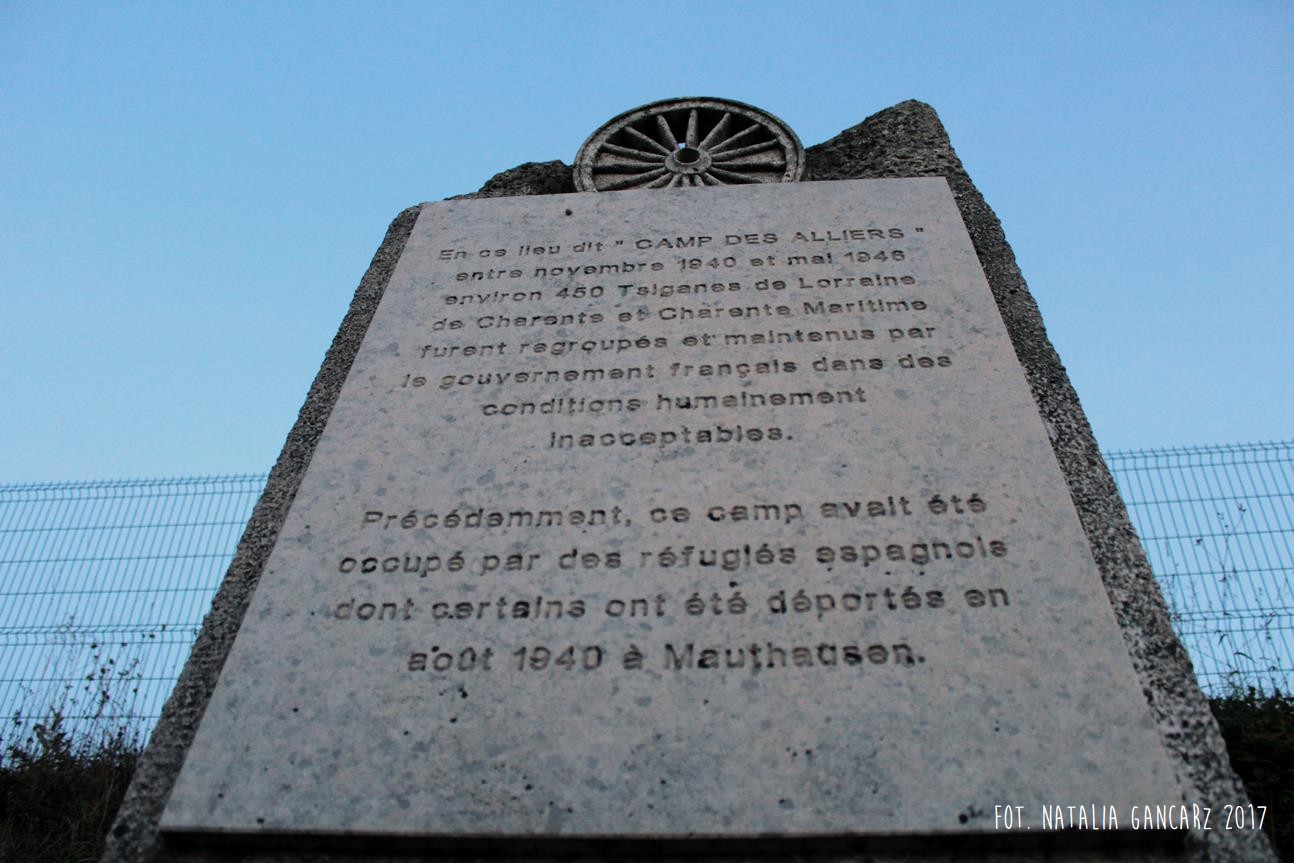 En ce lieu dit " CAMP DES ALLIERS "
entre novembre 1940 et mai 1946
environ 450 Tsiganes de Lorraine
de Charente et Charente Maritime
furent regroupés et maintenus par
le gouvernement français dans des
conditions humainement
inacceptables.
Précédemment, ce camp avait été
occupé par des réfugiés espagnols
dont certains ont été déportés en
août 1940 à Mauthausen.
FOT. NATALIA GANCARZ 2017